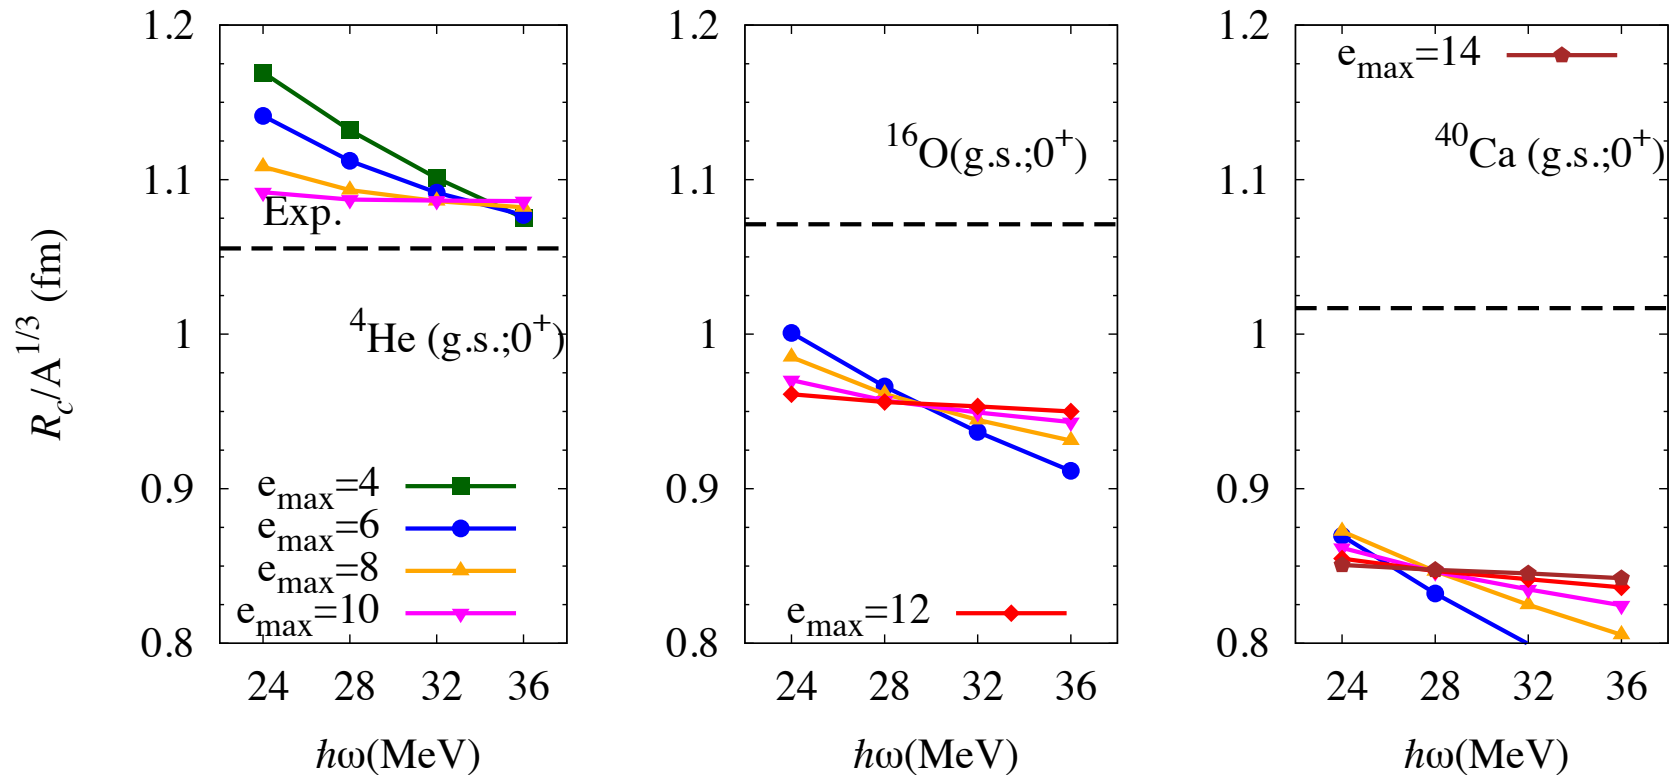 R_c/A^{1/3} (fm)
1.2
1.1
1
0.9
0.8
Exp.
^4He (g.s.;0^+)
e_max=4
e_max=6
e_max=8
e_max=10
24 28 32 36
ħω(MeV)
1.2
1.1
1
0.9
0.8
^16O(g.s.;0^+)
e_max=12
24 28 32 36
ħω(MeV)
1.2
1.1
1
0.9
0.8
e_max=14
^40Ca (g.s.;0^+)
24 28 32 36
ħω(MeV)